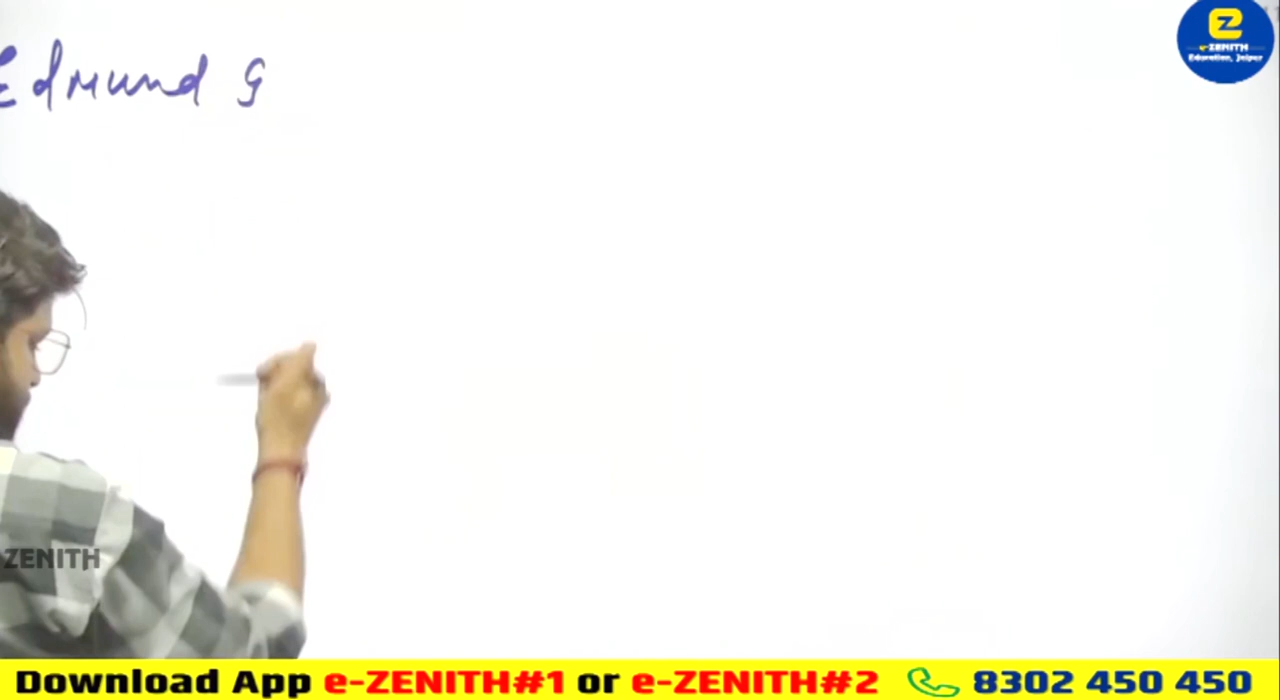 Edmund G
e-ZENITH
Education, Jaipur
ZENITH
Download App e-ZENITH#1 or e-ZENITH#2 8302 450 450